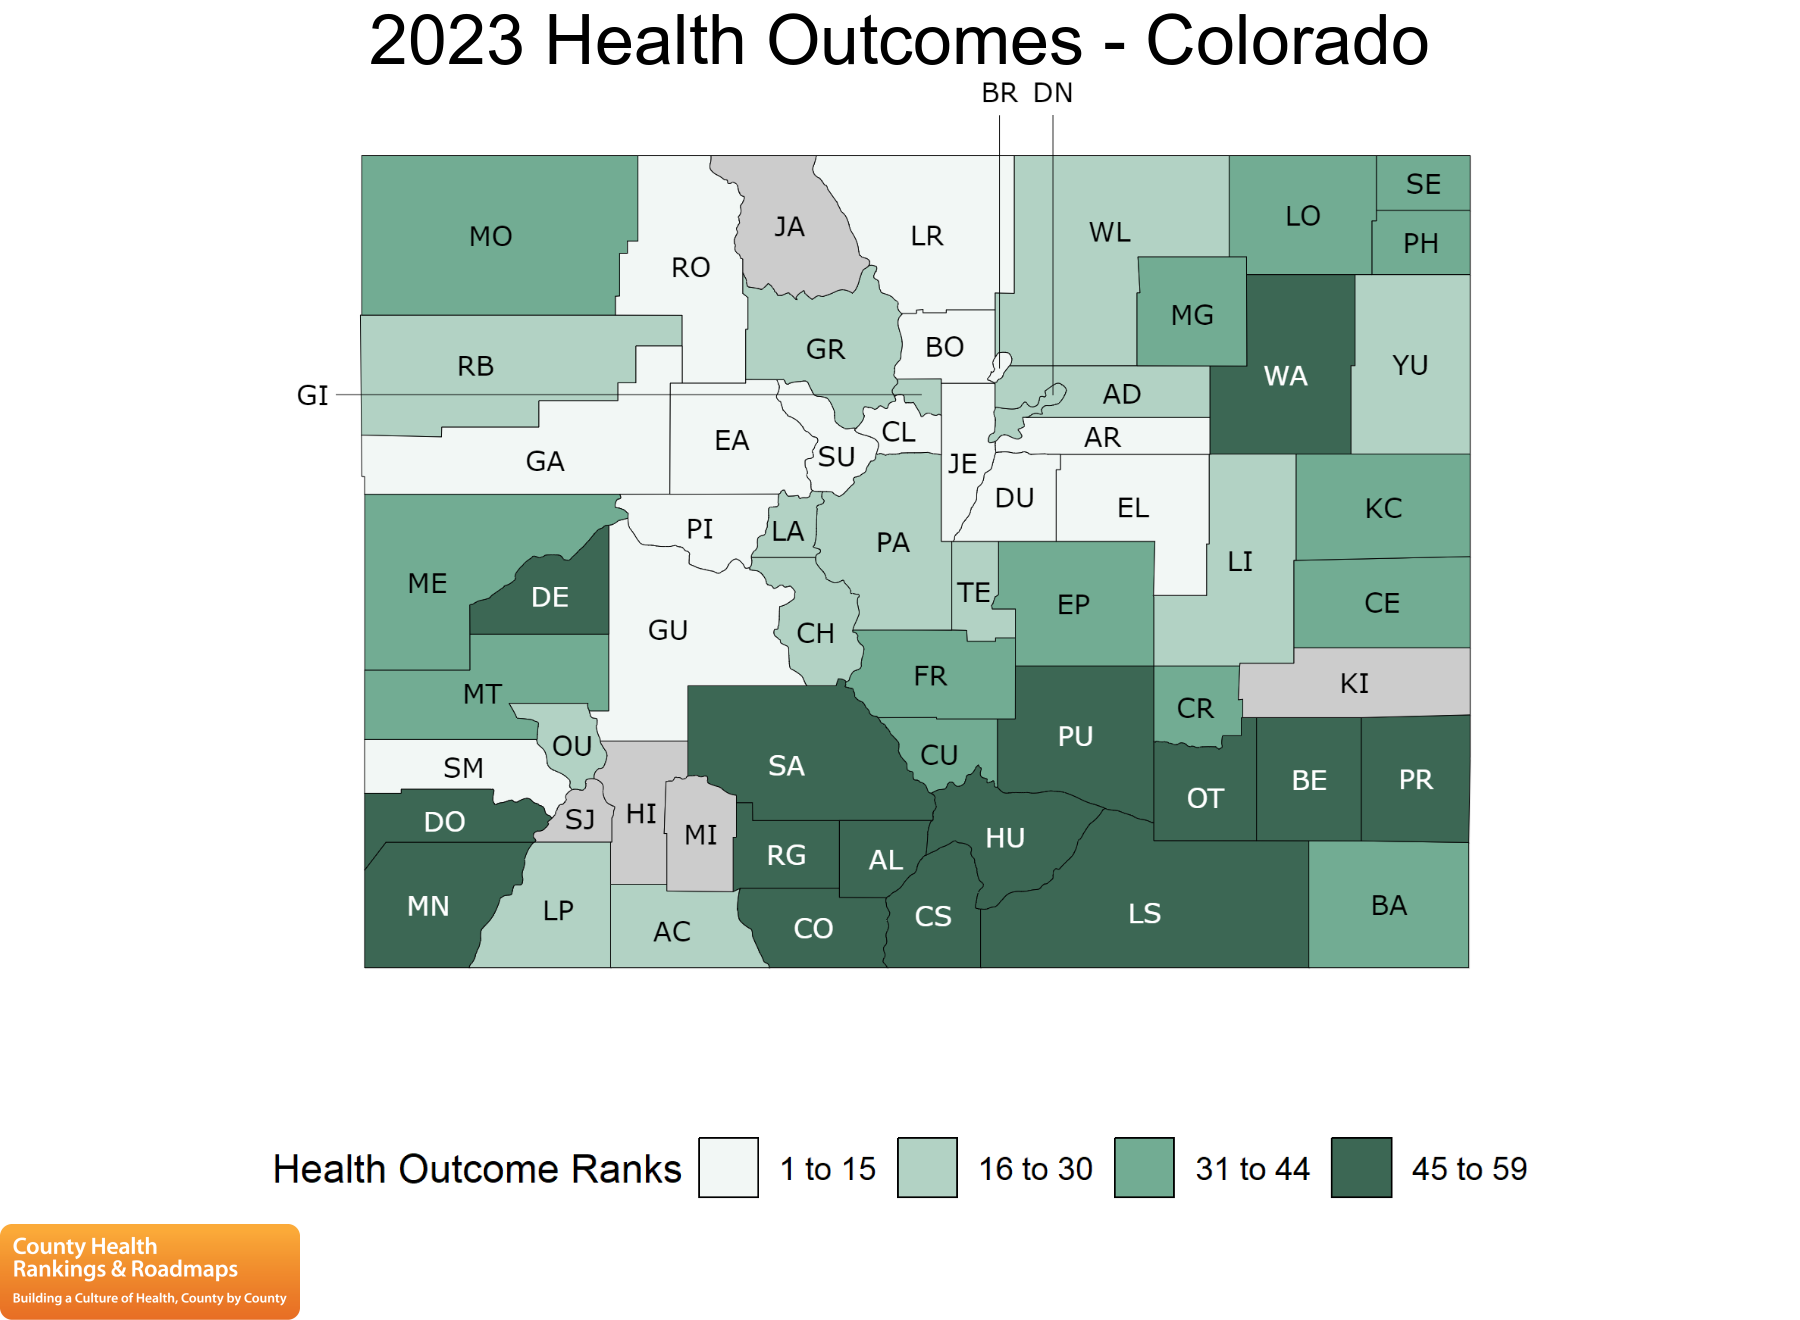 2023 Health Outcomes - Colorado
BR DN
SE
LO
JA
MO
LR
WL
PH
RO
MG
BO
GR
RB
YU
WA
GI
AD
CL
AR
EA
SU
GA
JE
DU
EL
KC
PI
LA
PA
LI
ME
DE
TE
EP
CE
GU
CH
FR
KI
MT
CR
PU
OU
CU
SM
SA
BE
PR
OT
HI
SJ
DO
MI
HU
RG
AL
MN
LP
BA
LS
CS
CO
AC
Health Outcome Ranks 1 to 15 16 to 30 31 to 44 45 to 59
County Health
Rankings & Roadmaps
Building a Culture of Health, County by County